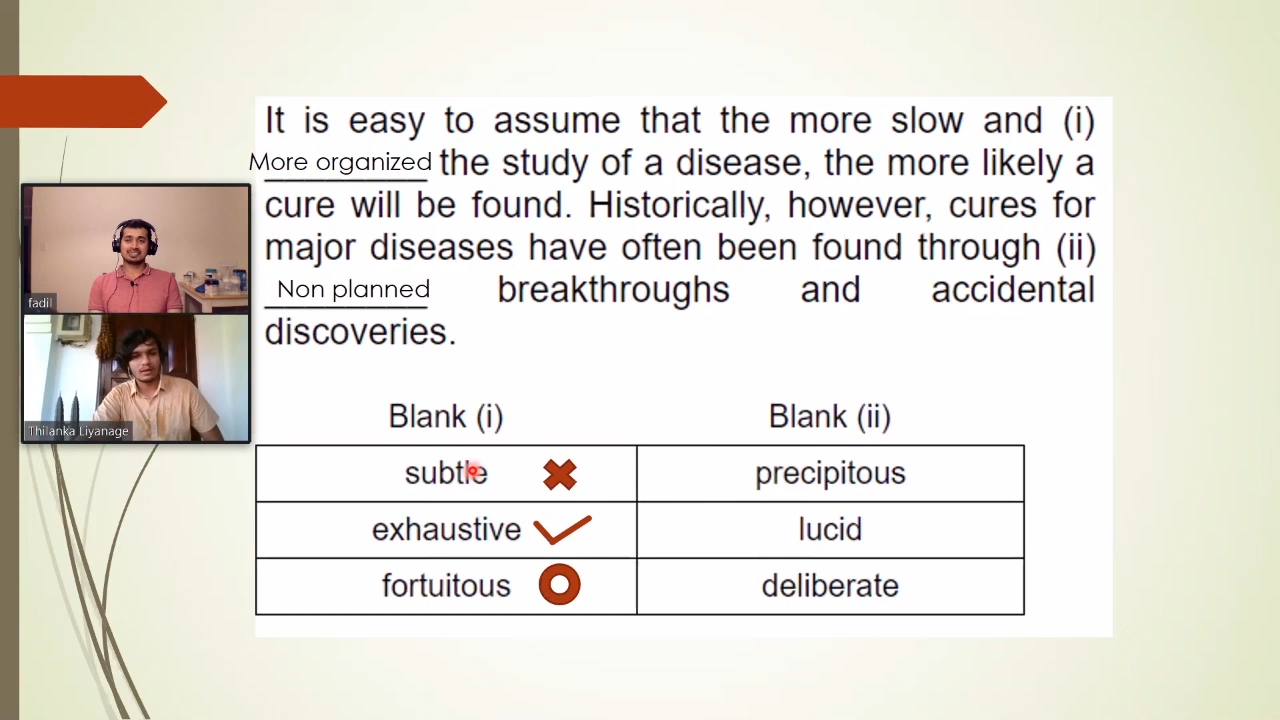 It is easy to assume that the more slow and (i)
More organized the study of a disease, the more likely a
cure will be found. Historically, however, cures for
major diseases have often been found through (ii)
Non planned breakthroughs and accidental
discoveries.
fadil
Thilanka Liyanage
Blank (i) Blank (ii)
subtle precipitous
exhaustive lucid
fortuitous deliberate